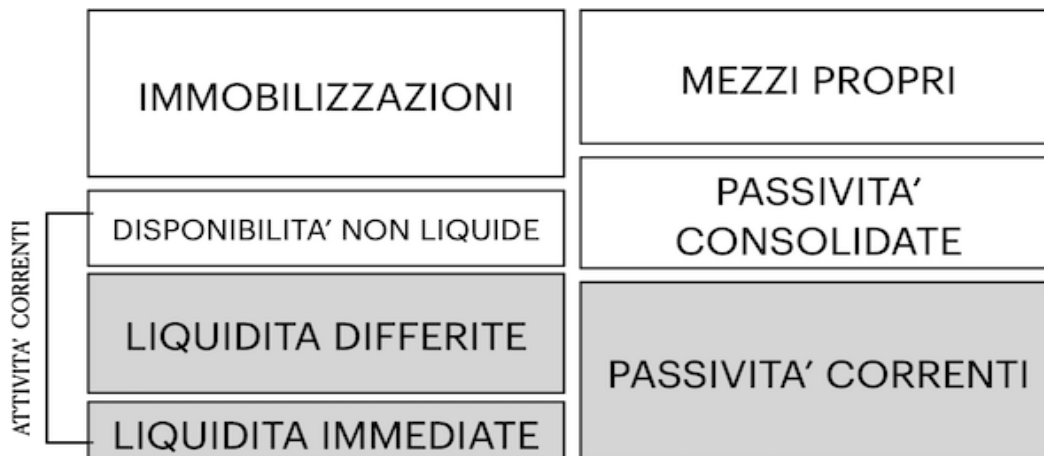 IMMOBILIZZAZIONI
DISPONIBILITA' NON LIQUIDE
LIQUIDITA DIFFERITE
LIQUIDITA IMMEDIATE
ATTIVITA' CORRENTI
MEZZI PROPRI
PASSIVITA'
CONSOLIDATE
PASSIVITA' CORRENTI